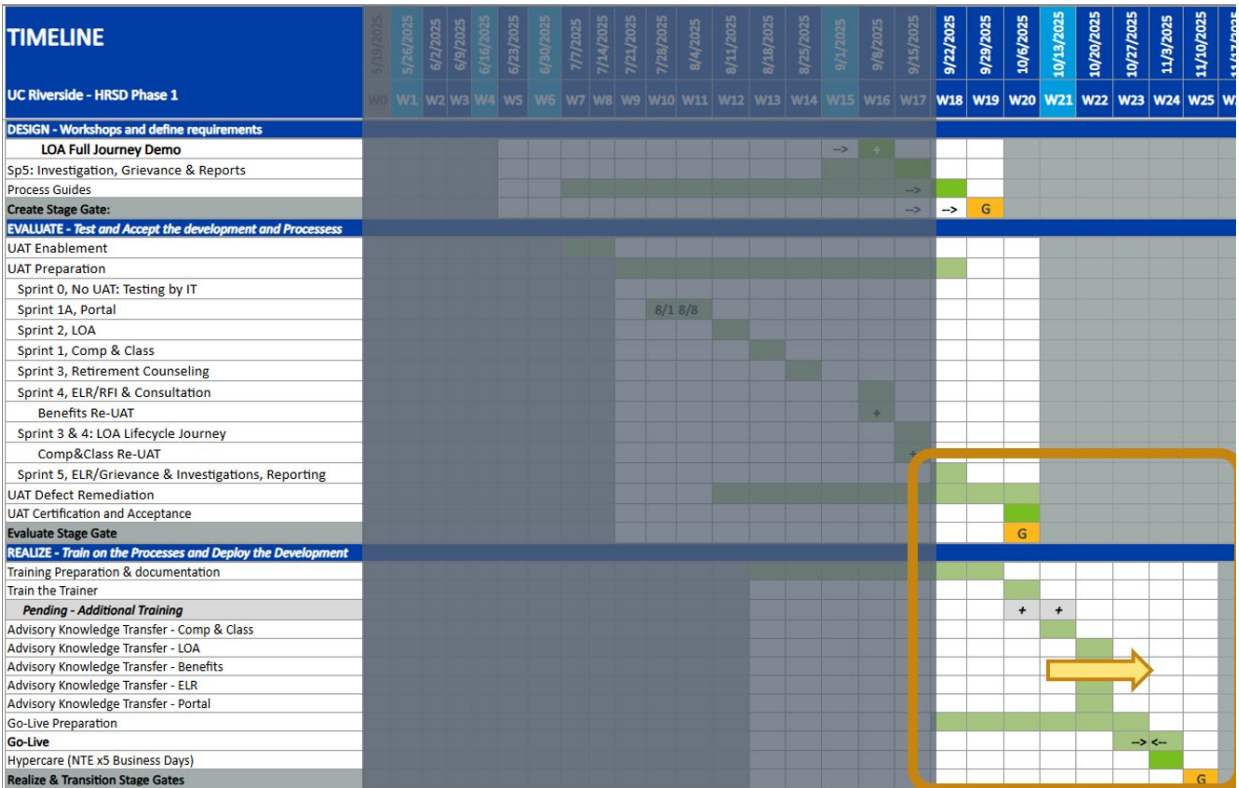 TIMELINE
5/19/2025 5/26/2025 6/2/2025 6/9/2025 6/16/2025 6/23/2025 6/30/2025 7/7/2025 7/14/2025 7/21/2025 7/28/2025 8/4/2025 8/11/2025 8/18/2025 8/25/2025 9/1/2025 9/8/2025 9/15/2025 9/22/2025 9/29/2025 10/6/2025 10/13/2025 10/20/2025 10/27/2025 11/3/2025 11/10/2025 11/17/2025
UC Riverside - HRSD Phase 1
W0 W1 W2 W3 W4 W5 W6 W7 W8 W9 W10 W11 W12 W13 W14 W15 W16 W17 W18 W19 W20 W21 W22 W23 W24 W25
DESIGN - Workshops and define requirements
LOA Full Journey Demo --> +
Sp5: Investigation, Grievance & Reports
Process Guides -->
Create Stage Gate: --> --> G
EVALUATE - Test and Accept the development and Processess
UAT Enablement
UAT Preparation
Sprint 0, No UAT: Testing by IT
Sprint 1A, Portal 8/1 8/8
Sprint 2, LOA
Sprint 1, Comp & Class
Sprint 3, Retirement Counseling
Sprint 4, ELR/RFI & Consultation
Benefits Re-UAT +
Sprint 3 & 4: LOA Lifecycle Journey
Comp&Class Re-UAT +
Sprint 5, ELR/Grievance & Investigations, Reporting
UAT Defect Remediation
UAT Certification and Acceptance
Evaluate Stage Gate G
REALIZE - Train on the Processes and Deploy the Development
Training Preparation & documentation
Train the Trainer
Pending - Additional Training + +
Advisory Knowledge Transfer - Comp & Class
Advisory Knowledge Transfer - LOA
Advisory Knowledge Transfer - Benefits
Advisory Knowledge Transfer - ELR
Advisory Knowledge Transfer - Portal
Go-Live Preparation
Go-Live --> <--
Hypercare (NTE x5 Business Days)
Realize & Transition Stage Gates G